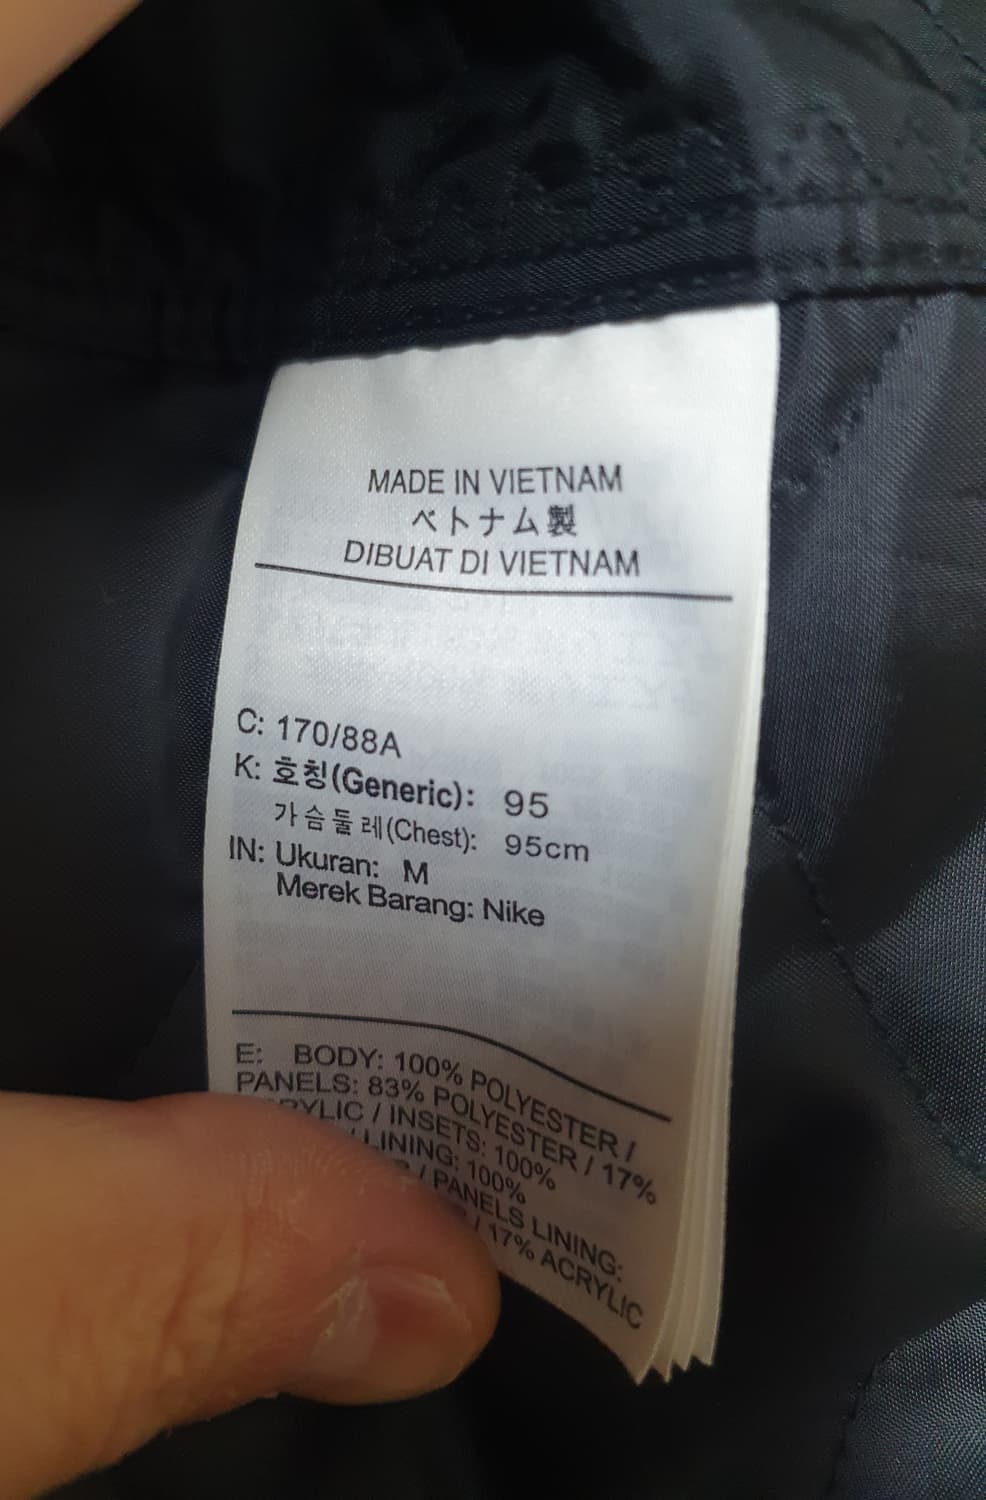 MADE IN VIETNAM
ベトナム製
DIBUAT DI VIETNAM
C: 170/88A
K: 호칭(Generic): 95
가슴둘레(Chest): 95cm
IN: Ukuran: M
Merek Barang: Nike
E: BODY: 100% POLYESTER /
PANELS: 83% POLYESTER / 17%
/ INSETS: 100%
/ LINING: 100%
/ PANELS LINING:
/ 17% ACRYLIC